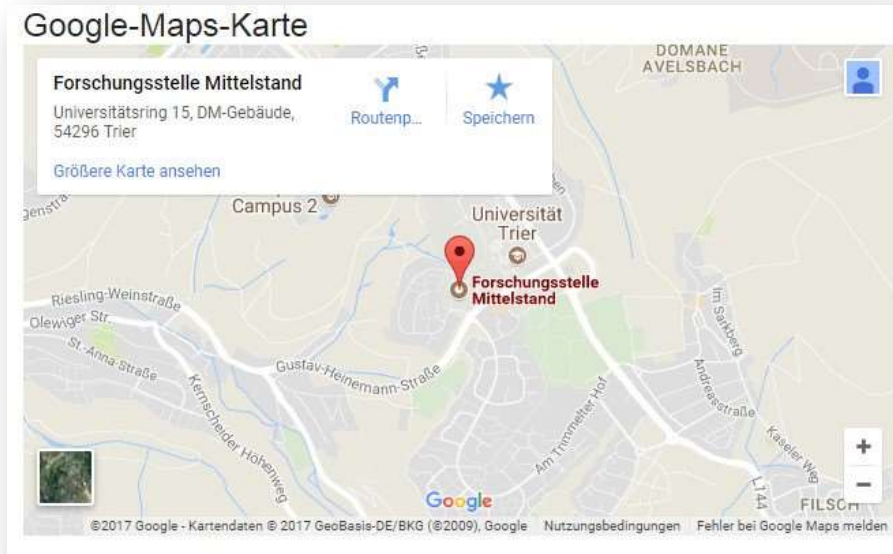 Google-Maps-Karte
DOMANE
AVELSBACH
Forschungsstelle Mittelstand
Universitätsring 15, DM-Gebäude,
54296 Trier
Routenp...
Speichern
Größere Karte ansehen
Campus 2
Universität
Trier
Forschungsstelle
Mittelstand
Riesling-Weinstraße
Olewiger Str.
St.-Anna-Straße
Gustav-Heinemann-Straße
Kernscheider Höhenweg
Im Sarkberg
Andreasstraße
Am Trimmelter Hof
Kaseler Weg
L144
FILSCH
+
−
Google
©2017 Google - Kartendaten © 2017 GeoBasis-DE/BKG (©2009), Google Nutzungsbedingungen Fehler bei Google Maps melden